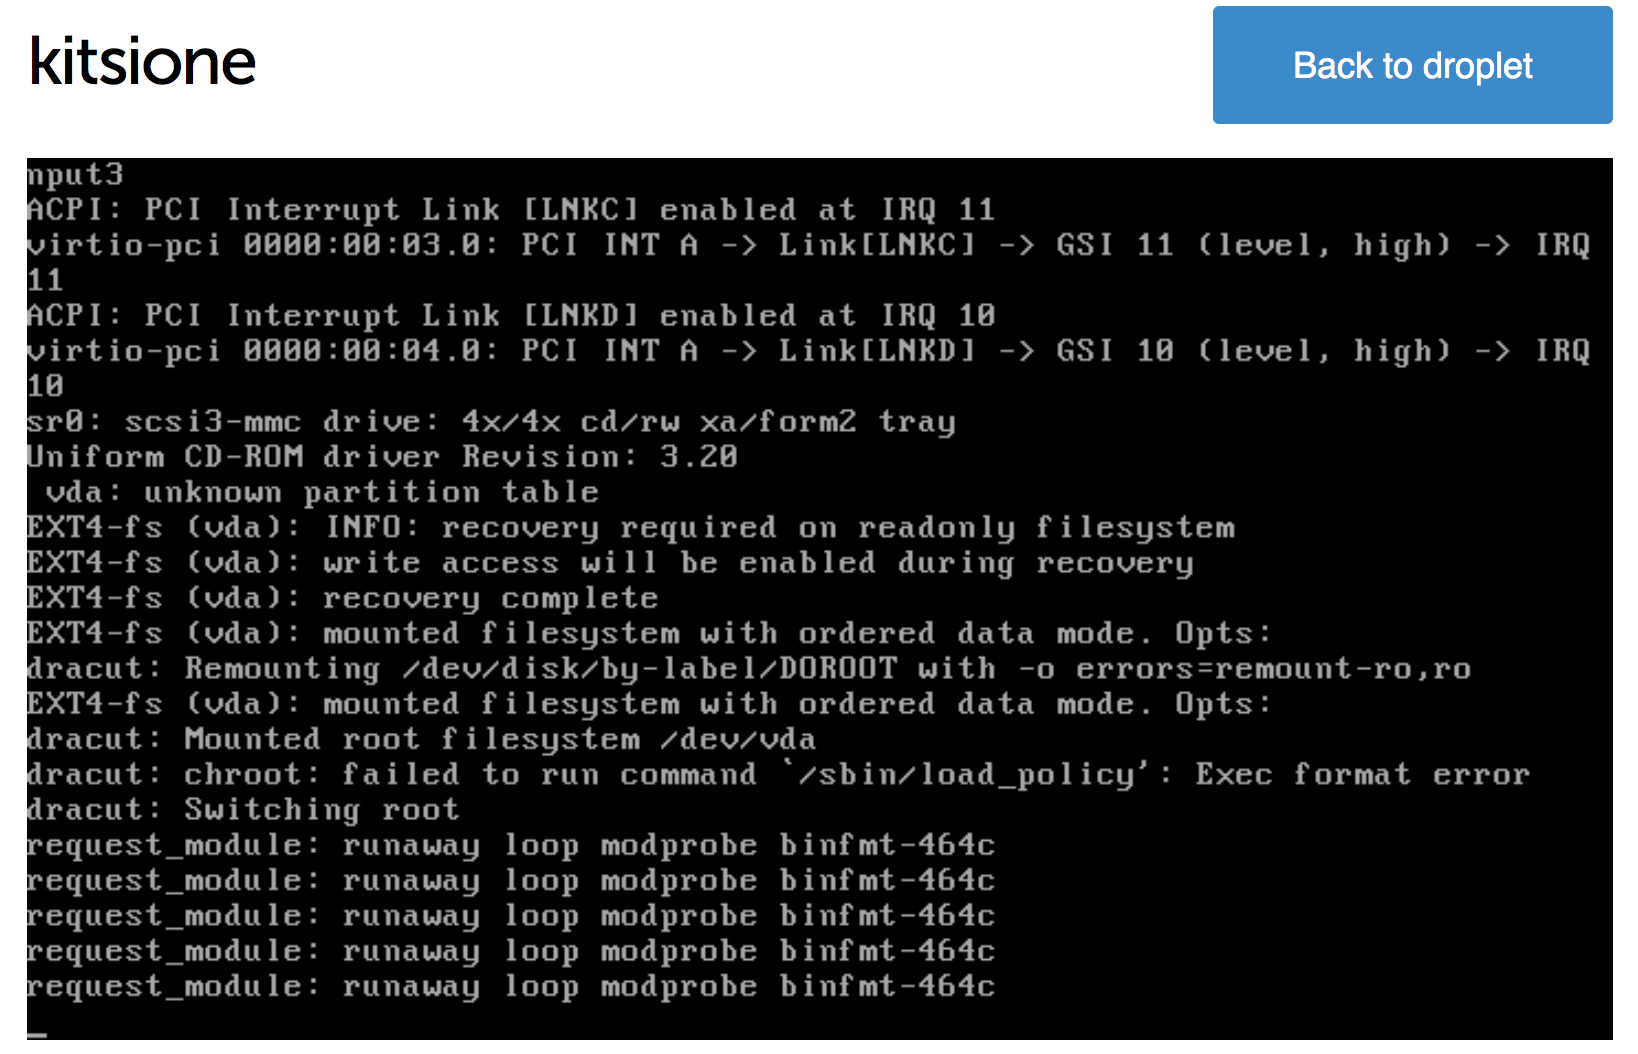 kitsione
Back to droplet
nput3
ACPI: PCI Interrupt Link [LNKC] enabled at IRQ 11
virtio-pci 0000:00:03.0: PCI INT A -> Link[LNKC] -> GSI 11 (level, high) -> IRQ
11
ACPI: PCI Interrupt Link [LNKD] enabled at IRQ 10
virtio-pci 0000:00:04.0: PCI INT A -> Link[LNKD] -> GSI 10 (level, high) -> IRQ
10
sr0: scsi3-mmc drive: 4x/4x cd/rw xa/form2 tray
Uniform CD-ROM driver Revision: 3.20
 vda: unknown partition table
EXT4-fs (vda): INFO: recovery required on readonly filesystem
EXT4-fs (vda): write access will be enabled during recovery
EXT4-fs (vda): recovery complete
EXT4-fs (vda): mounted filesystem with ordered data mode. Opts:
dracut: Remounting /dev/disk/by-label/DOROOT with -o errors=remount-ro,ro
EXT4-fs (vda): mounted filesystem with ordered data mode. Opts:
dracut: Mounted root filesystem /dev/vda
dracut: chroot: failed to run command `/sbin/load_policy': Exec format error
dracut: Switching root
request_module: runaway loop modprobe binfmt-464c
request_module: runaway loop modprobe binfmt-464c
request_module: runaway loop modprobe binfmt-464c
request_module: runaway loop modprobe binfmt-464c
request_module: runaway loop modprobe binfmt-464c